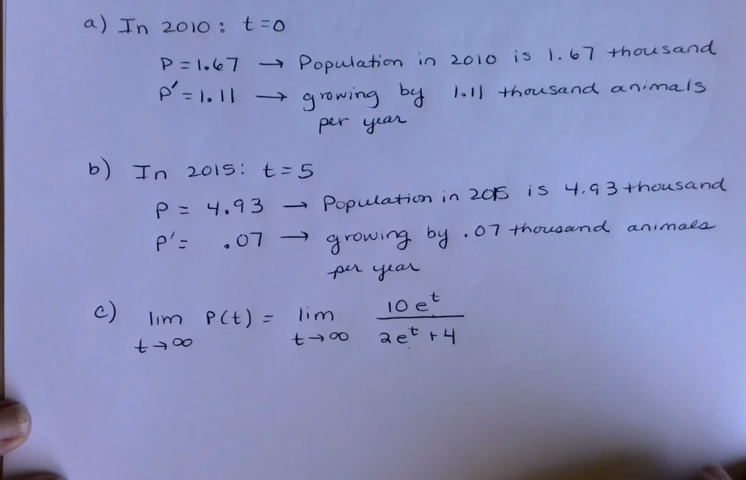 a) In 2010: t=0
P = 1.67 → Population in 2010 is 1.67 thousand
P' = 1.11 → growing by 1.11 thousand animals
per year
b) In 2015: t=5
P = 4.93 → Population in 2015 is 4.93 thousand
P' = .07 → growing by .07 thousand animals
per year
c) lim P(t) = lim 10e^t
t→∞ t→∞ 2e^t + 4